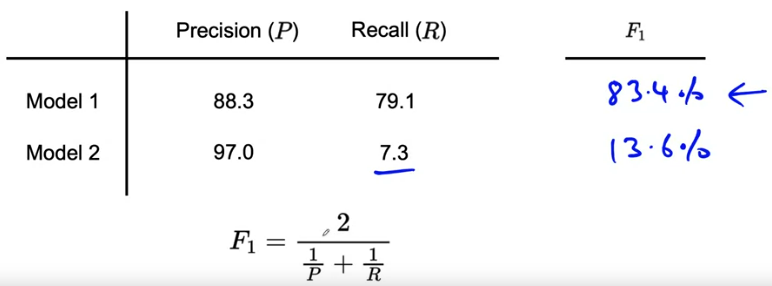 Precision (P) Recall (R) F₁
Model 1 88.3 79.1 83.4% ←
Model 2 97.0 7.3 13.6%
F₁ = 2 / (1/P + 1/R)